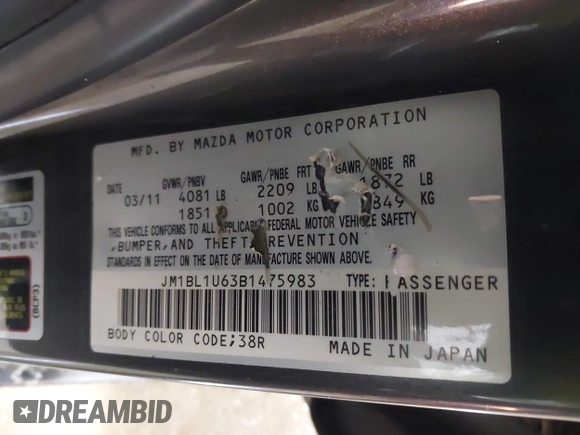 MFD. BY MAZDA MOTOR CORPORATION
GVWR/PNBV GAWR/PNBE FRT GAWR/PNBE RR
03/11 4081 LB 2209 LB 1872 LB
1851 1002 KG 849 KG
THIS VEHICLE CONFORMS TO ALL APPLICABLE FEDERAL MOTOR VEHICLE SAFETY
,BUMPER,AND THEFT PREVENTION
STANDARDS IN EFFECT ON THE DATE OF MANUFACTURE SHOWN ABOVE.
JM1BL1U63B1475983 TYPE: PASSENGER
BODY COLOR CODE;38R
MADE IN JAPAN
(BCP3)
DREAMBID